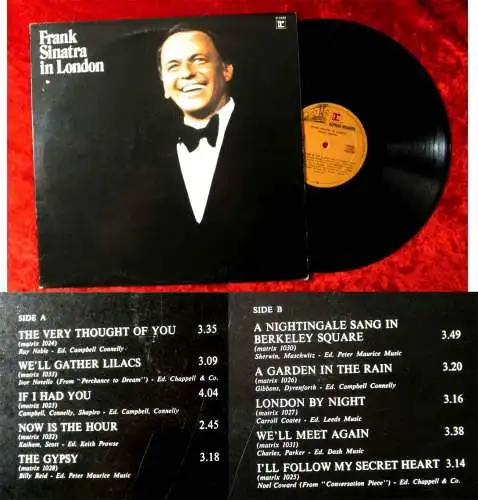 Frank
Sinatra
in London
SIDE A
THE VERY THOUGHT OF YOU 3.35
(matrix 1024)
Ray Noble - Ed. Campbell Connelly
WE'LL GATHER LILACS 3.09
(matrix 1033)
Ivor Novello (From "Perchance to Dream") - Ed. Chappell & Co.
IF I HAD YOU 4.04
(matrix 1023)
Campbell, Connely, Shapiro - Ed. Campbell, Connelly
NOW IS THE HOUR 2.45
(matrix 1032)
Kaiham, Scott - Ed. Keith Prowse
THE GYPSY 3.18
(matrix 1028)
Billy Reid - Ed. Peter Maurice Music
SIDE B
A NIGHTINGALE SANG IN
BERKELEY SQUARE 3.49
(matrix 1030)
Sherwin, Maschwitz - Ed. Peter Maurice Music
A GARDEN IN THE RAIN 3.20
(matrix 1026)
Gibbons, Dyrenforth - Ed. Campbell Connelly
LONDON BY NIGHT 3.16
(matrix 1027)
Carroll Coates - Ed. Leeds Music
WE'LL MEET AGAIN 3.38
(matrix 1031)
Charles, Parker - Ed. Dash Music
I'LL FOLLOW MY SECRET HEART 3.14
(matrix 1025)
Noel Coward (From "Conversation Piece") - Ed. Chappell & Co.